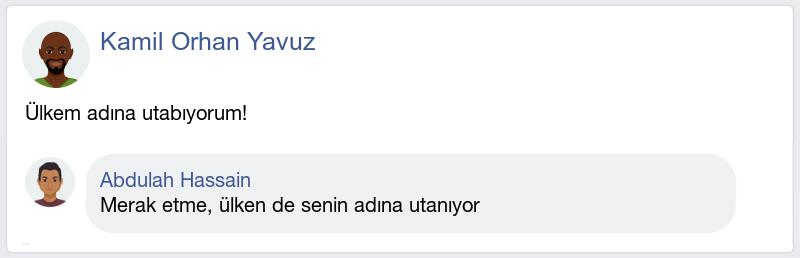 Kamil Orhan Yavuz
Ülkem adına utabıyorum!
Abdulah Hassain
Merak etme, ülken de senin adına utanıyor